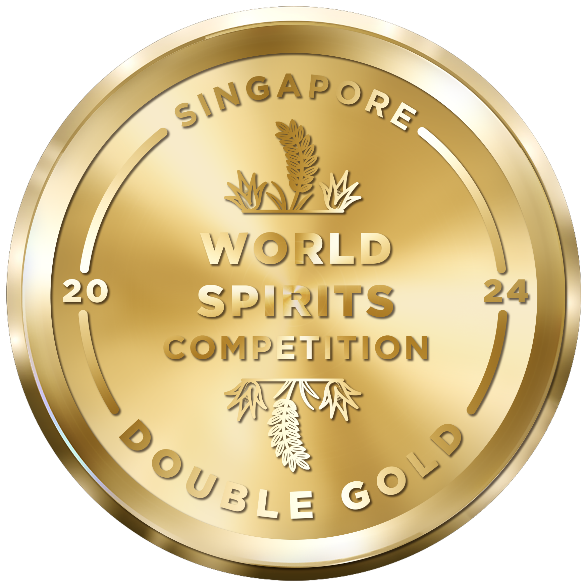 SINGAPORE
WORLD
SPIRITS
COMPETITION
20 24
DOUBLE GOLD